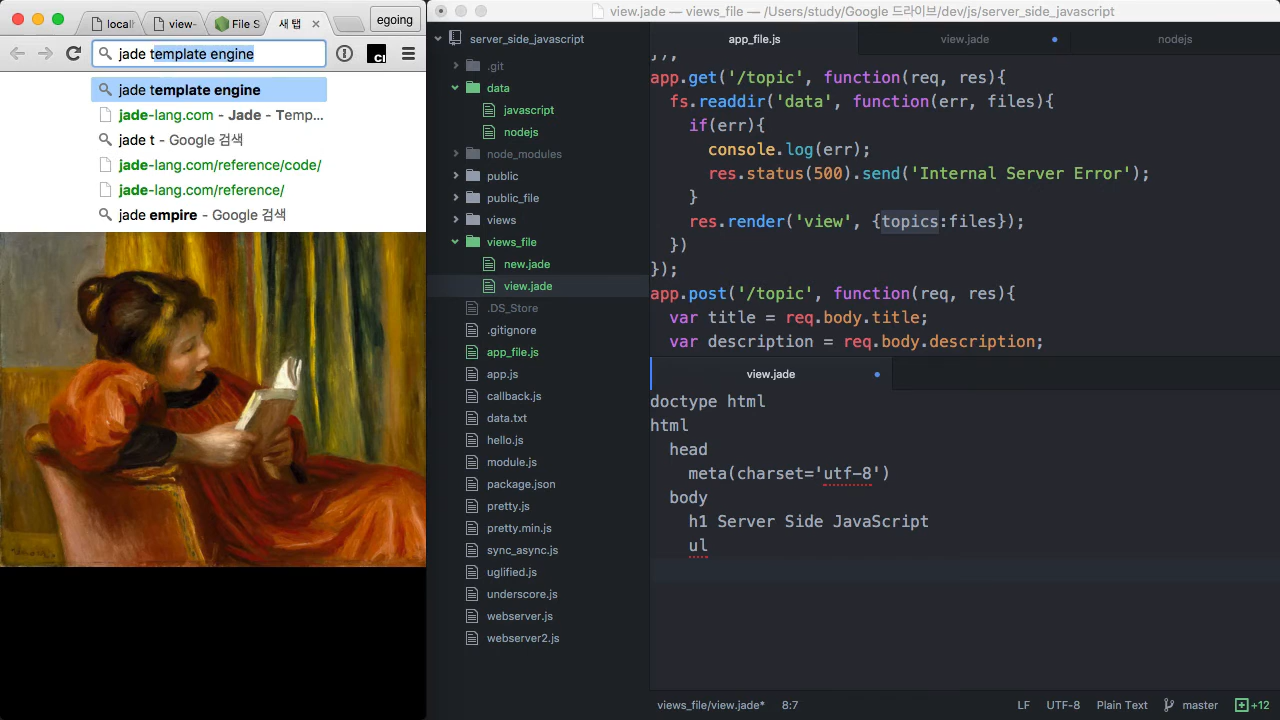 locall
view-
File S
새 탭
egoing
jade template engine
jade template engine
jade-lang.com - Jade - Temp...
jade t - Google 검색
jade-lang.com/reference/code/
jade-lang.com/reference/
jade empire - Google 검색
view.jade — views_file — /Users/study/Google 드라이브/dev/js/server_side_javascript
server_side_javascript
.git
data
javascript
nodejs
node_modules
public
public_file
views
views_file
new.jade
view.jade
.DS_Store
.gitignore
app_file.js
app.js
callback.js
data.txt
hello.js
module.js
package.json
pretty.js
pretty.min.js
sync_async.js
uglified.js
underscore.js
webserver.js
webserver2.js
app_file.js
view.jade
nodejs
});
app.get('/topic', function(req, res){
fs.readdir('data', function(err, files){
if(err){
console.log(err);
res.status(500).send('Internal Server Error');
}
res.render('view', {topics:files});
})
});
app.post('/topic', function(req, res){
var title = req.body.title;
var description = req.body.description;
view.jade
doctype html
html
head
meta(charset='utf-8')
body
h1 Server Side JavaScript
ul
views_file/view.jade* 8:7
LF UTF-8 Plain Text master +12